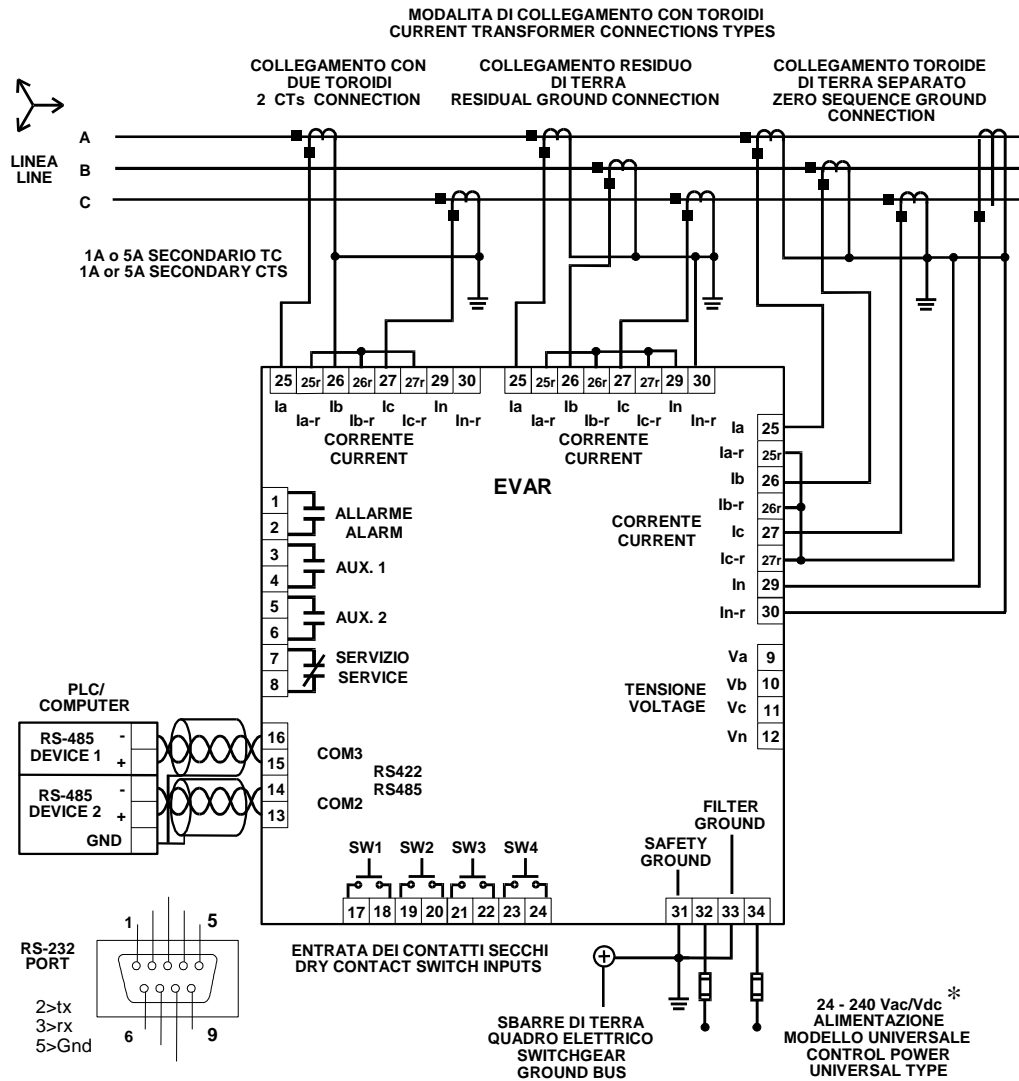 MODALITA DI COLLEGAMENTO CON TOROIDI
CURRENT TRANSFORMER CONNECTIONS TYPES
COLLEGAMENTO CON
DUE TOROIDI
2 CTs CONNECTION
COLLEGAMENTO RESIDUO
DI TERRA
RESIDUAL GROUND CONNECTION
COLLEGAMENTO TOROIDE
DI TERRA SEPARATO
ZERO SEQUENCE GROUND
CONNECTION
A
LINEA
LINE
B
C
1A o 5A SECONDARIO TC
1A or 5A SECONDARY CTS
25 25r 26 26r 27 27r 29 30
Ia Ib Ic In
Ia-r Ib-r Ic-r In-r
CORRENTE
CURRENT
25 25r 26 26r 27 27r 29 30
Ia Ib Ic In
Ia-r Ib-r Ic-r In-r
CORRENTE
CURRENT
EVAR
Ia 25
Ia-r 25r
Ib 26
Ib-r 26r
Ic 27
Ic-r 27r
In 29
In-r 30
CORRENTE
CURRENT
1
2
ALLARME
ALARM
3
4
AUX. 1
5
6
AUX. 2
7
8
SERVIZIO
SERVICE
Va 9
Vb 10
Vc 11
Vn 12
TENSIONE
VOLTAGE
PLC/
COMPUTER
RS-485
DEVICE 1
-
+
RS-485
DEVICE 2
-
+
GND
16
15
14
13
COM3
RS422
RS485
COM2
FILTER
GROUND
SAFETY
GROUND
SW1 SW2 SW3 SW4
17 18 19 20 21 22 23 24
31 32 33 34
ENTRATA DEI CONTATTI SECCHI
DRY CONTACT SWITCH INPUTS
RS-232
PORT
1 5
6 9
2>tx
3>rx
5>Gnd
+
SBARRE DI TERRA
QUADRO ELETTRICO
SWITCHGEAR
GROUND BUS
24 - 240 Vac/Vdc *
ALIMENTAZIONE
MODELLO UNIVERSALE
CONTROL POWER
UNIVERSAL TYPE